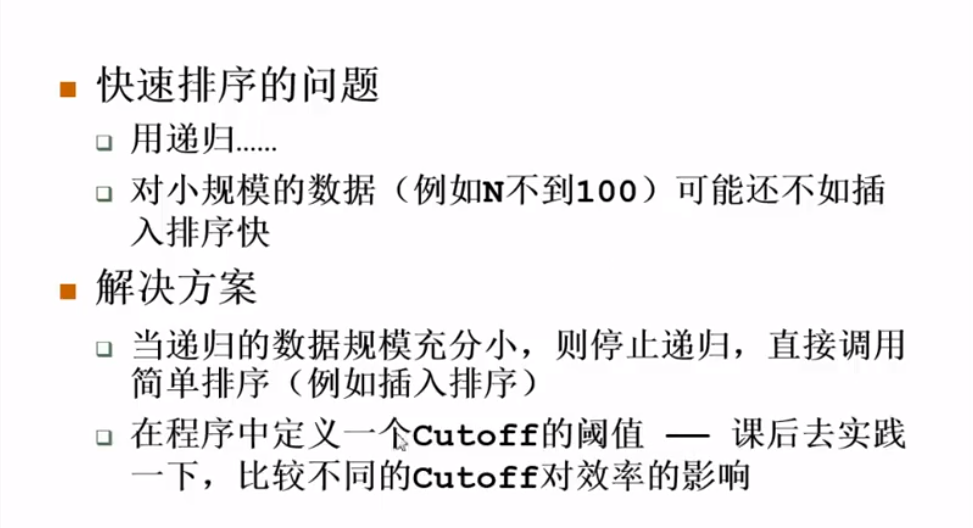 快速排序的问题
用递归……
对小规模的数据（例如N不到100）可能还不如插
入排序快
解决方案
当递归的数据规模充分小，则停止递归，直接调用
简单排序（例如插入排序）
在程序中定义一个Cutoff的阈值 —— 课后去实践
一下，比较不同的Cutoff对效率的影响